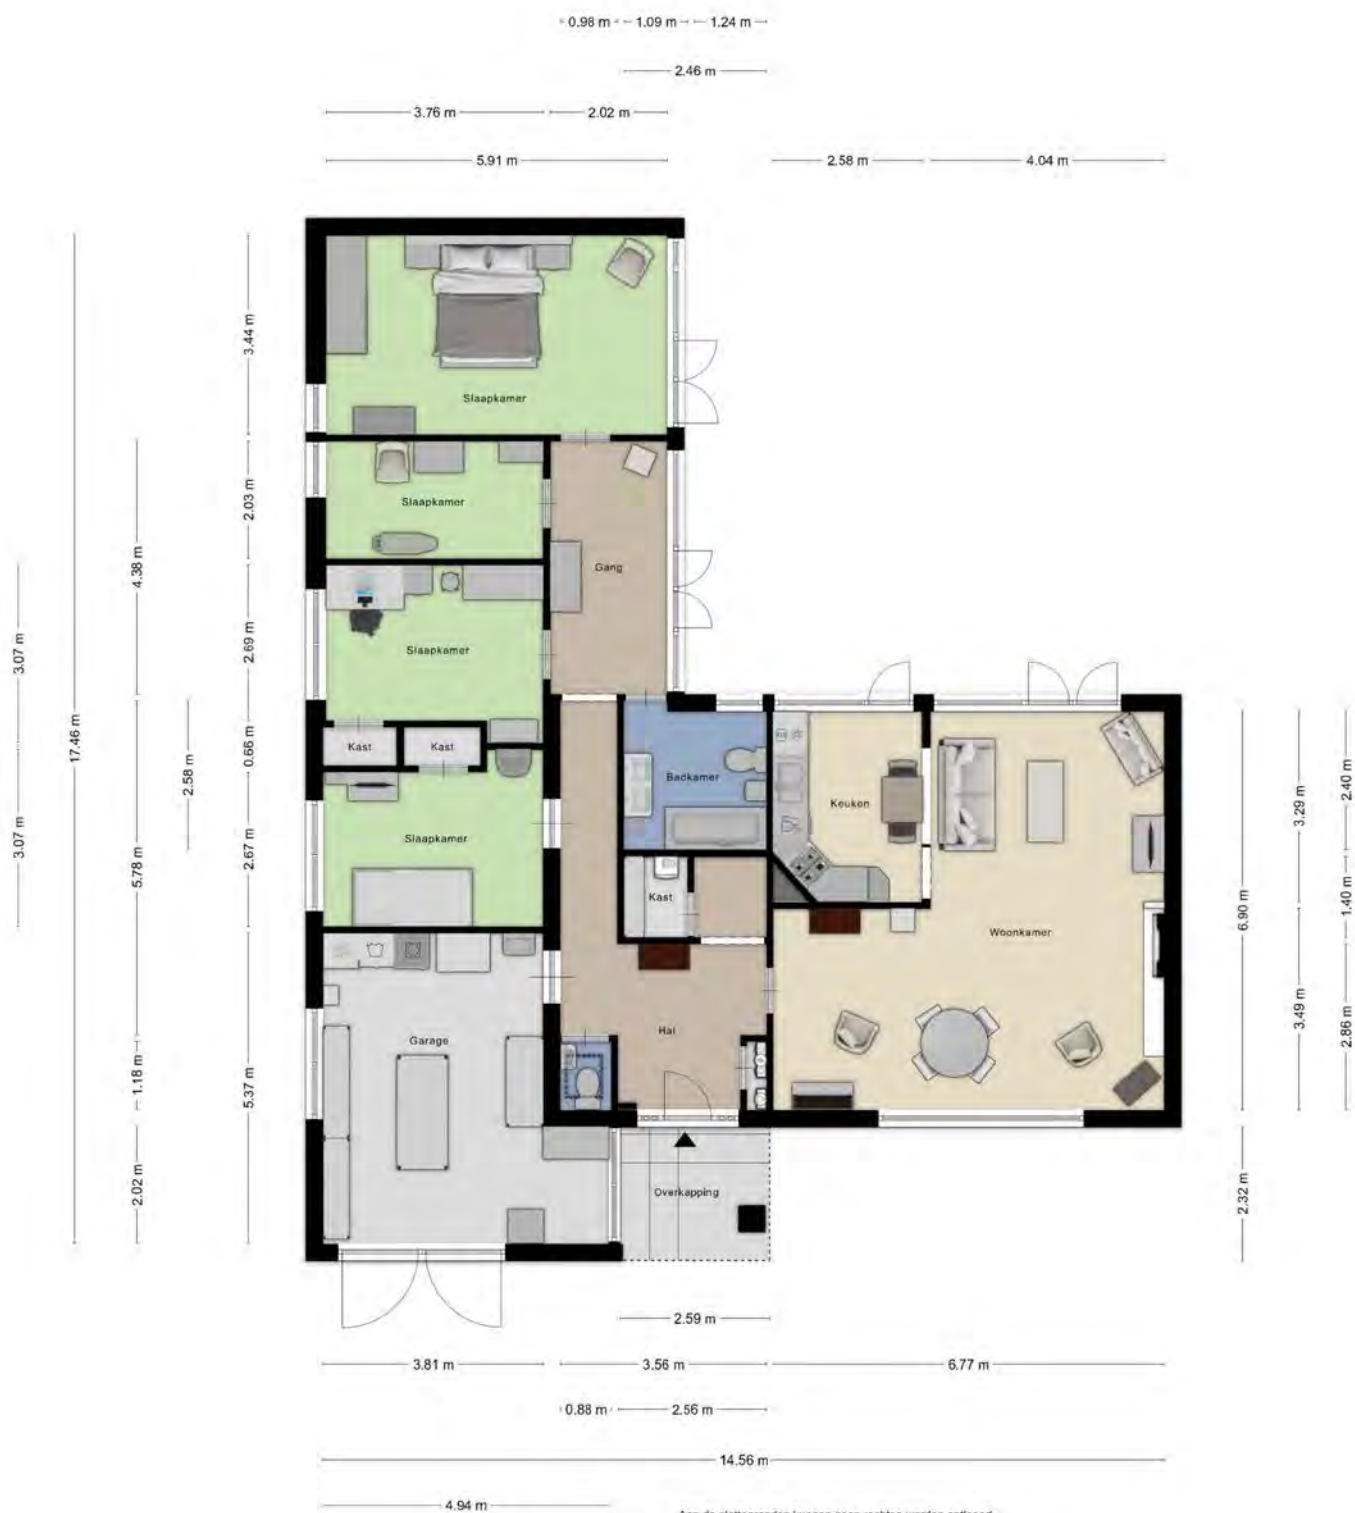 0.98 m 1.09 m 1.24 m
2.46 m
3.76 m 2.02 m
5.91 m 2.58 m 4.04 m
17.46 m
3.07 m
3.07 m
4.38 m
5.78 m
1.18 m
2.02 m
2.58 m
3.44 m
2.03 m
2.69 m
0.66 m
2.67 m
5.37 m
Slaapkamer
Slaapkamer
Gang
Slaapkamer
Kast Kast
Badkamer
Keuken
Slaapkamer
Kast
Woonkamer
Garage
Hal
Overkapping
3.29 m
2.40 m
6.90 m
1.40 m
3.49 m
2.86 m
2.32 m
2.59 m
3.81 m 3.56 m 6.77 m
0.88 m 2.56 m
14.56 m
4.94 m